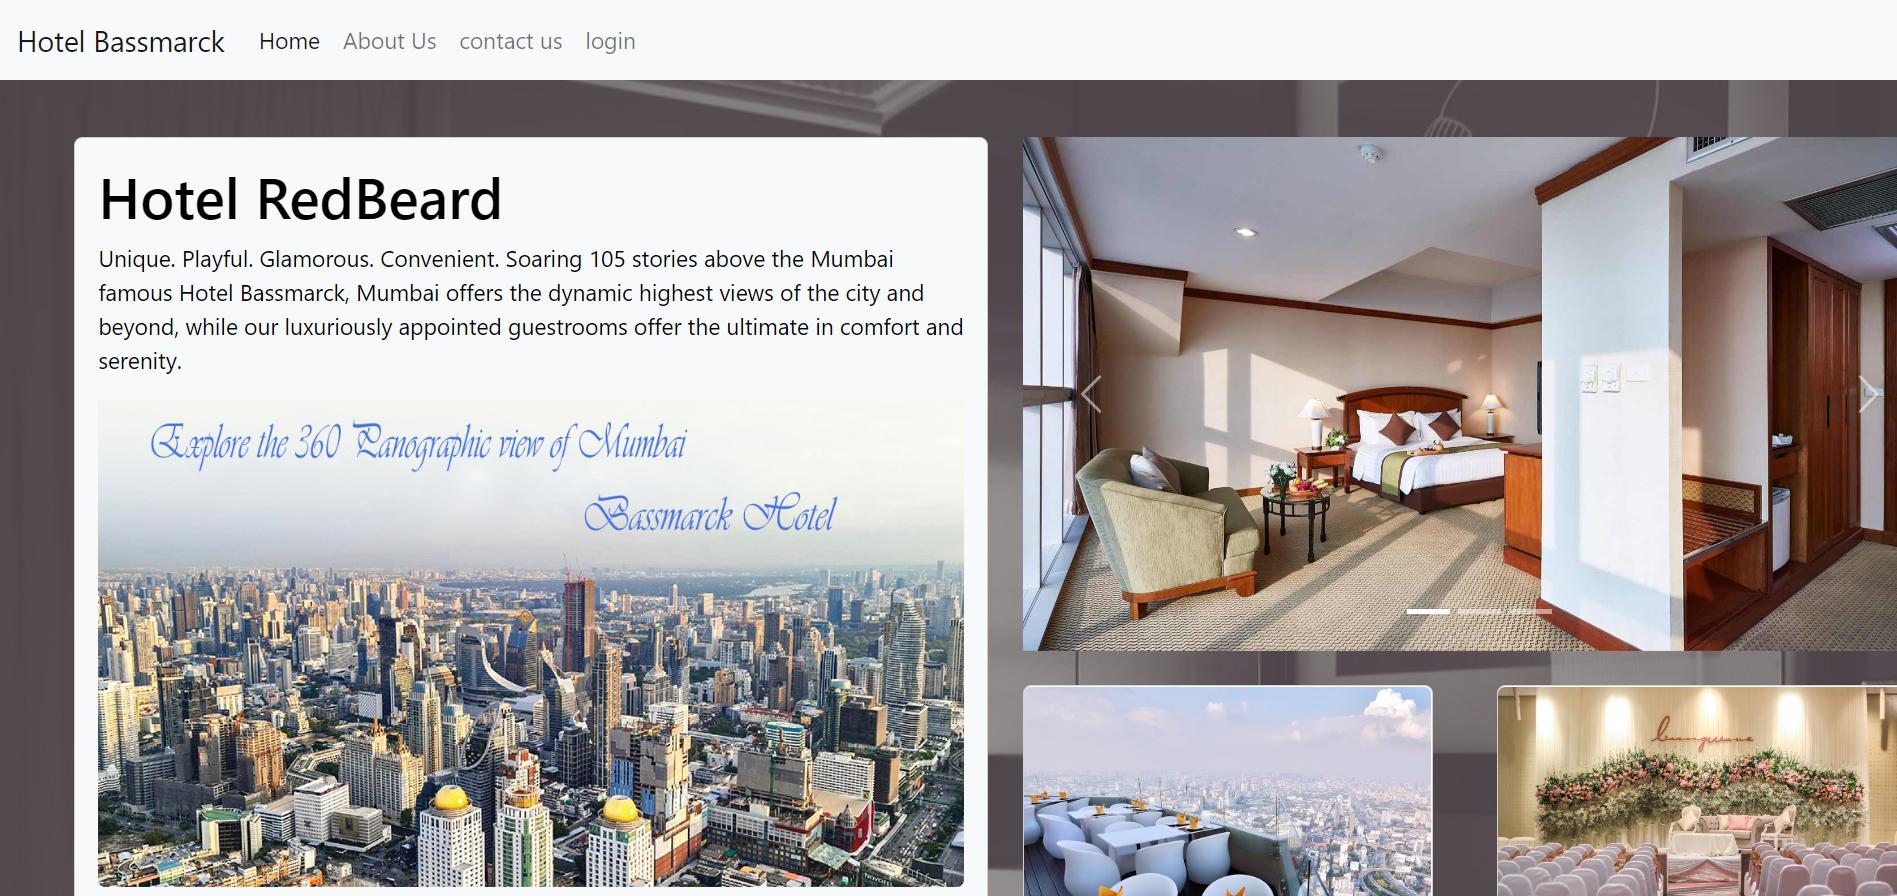 Hotel Bassmarck Home About Us contact us login
Hotel RedBeard
Unique. Playful. Glamorous. Convenient. Soaring 105 stories above the Mumbai
famous Hotel Bassmarck, Mumbai offers the dynamic highest views of the city and
beyond, while our luxuriously appointed guestrooms offer the ultimate in comfort and
serenity.
Explore the 360 Panographic view of Mumbai
Bassmarck Hotel